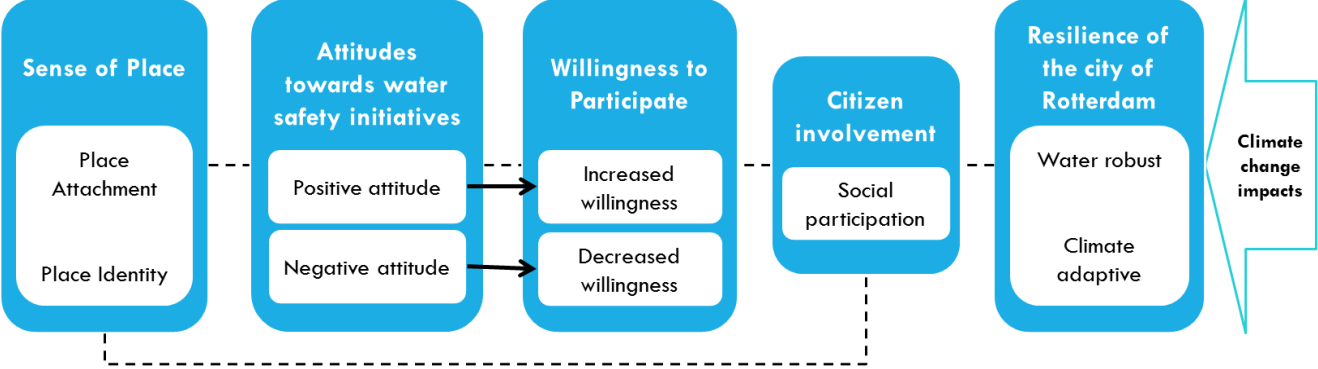 Sense of Place
Place
Attachment
Place Identity
Attitudes
towards water
safety initiatives
Positive attitude
Negative attitude
Willingness to
Participate
Increased
willingness
Decreased
willingness
Citizen
involvement
Social
participation
Resilience of
the city of
Rotterdam
Water robust
Climate
adaptive
Climate
change
impacts